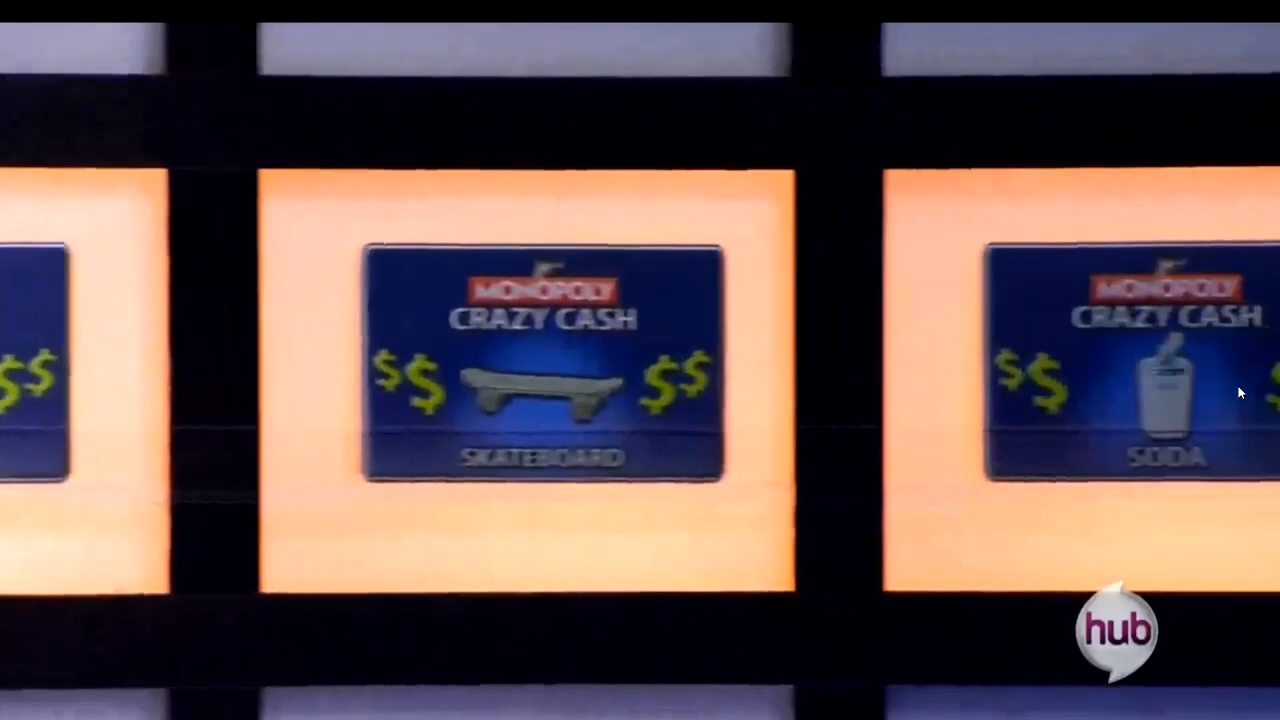 MONOPOLY
CRAZY CASH
$$ $$
SKATEBOARD
$$
MONOPOLY
CRAZY CASH
$$ $
SODA
hub